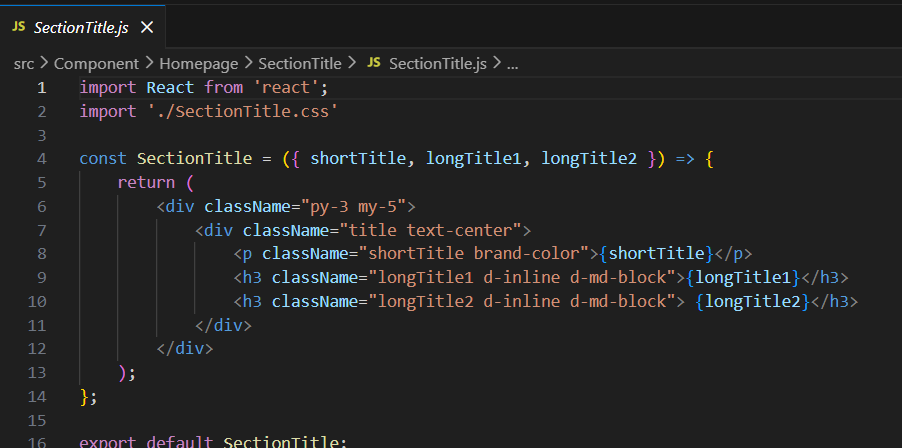 JS SectionTitle.js ×
src > Component > Homepage > SectionTitle > JS SectionTitle.js > ...
1 import React from 'react';
2 import './SectionTitle.css'
3
4 const SectionTitle = ({ shortTitle, longTitle1, longTitle2 }) => {
5     return (
6         <div className="py-3 my-5">
7             <div className="title text-center">
8                 <p className="shortTitle brand-color">{shortTitle}</p>
9                 <h3 className="longTitle1 d-inline d-md-block">{longTitle1}</h3>
10                 <h3 className="longTitle2 d-inline d-md-block"> {longTitle2}</h3>
11             </div>
12         </div>
13     );
14 };
15
16 export default SectionTitle;